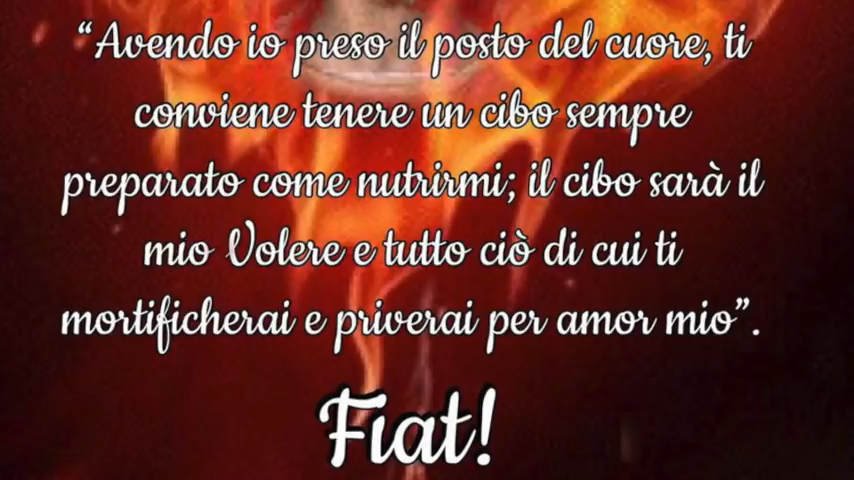 “Avendo io preso il posto del cuore, ti
conviene tenere un cibo sempre
preparato come nutrirmi; il cibo sarà il
mio Volere e tutto ciò di cui ti
mortificherai e priverai per amor mio”.
Fiat!